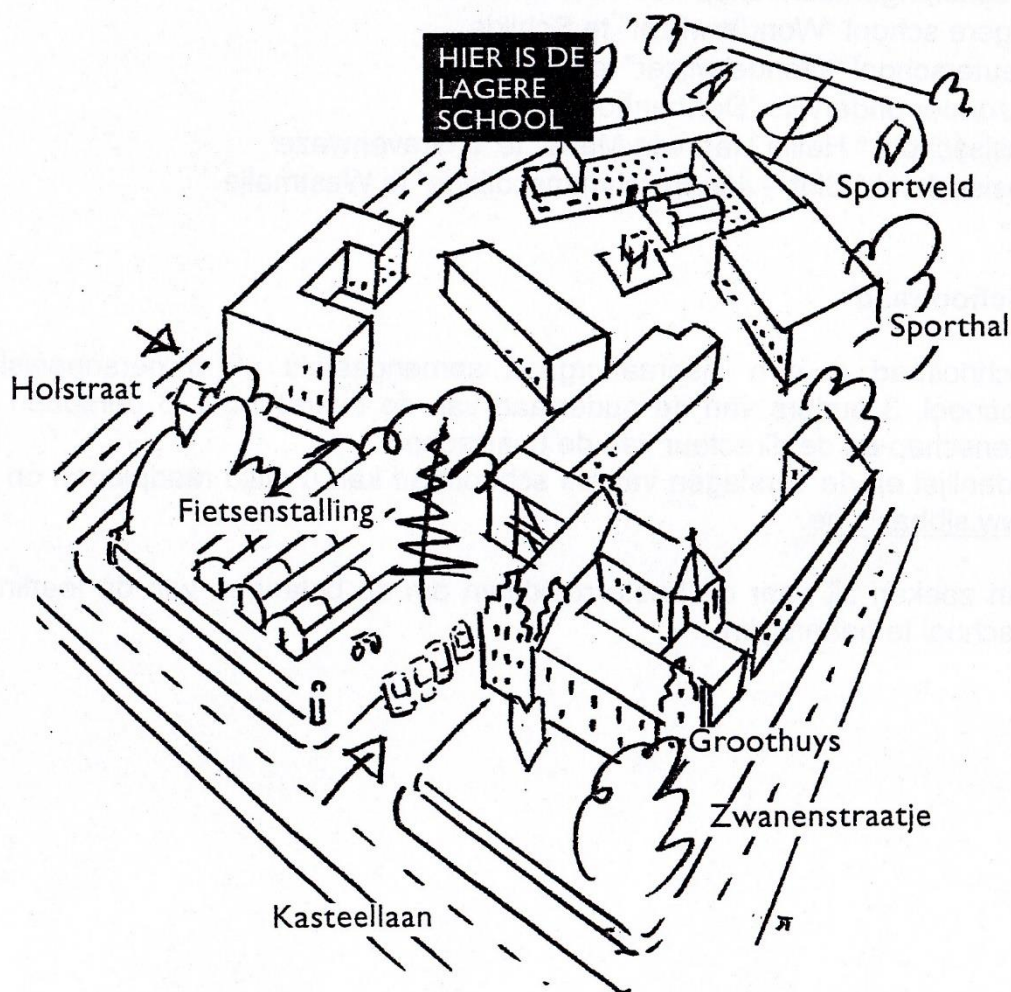 HIER IS DE
LAGERE
SCHOOL
Sportveld
Sporthal
Holstraat
Fietsenstalling
Groothuys
Zwanenstraatje
Kasteellaan